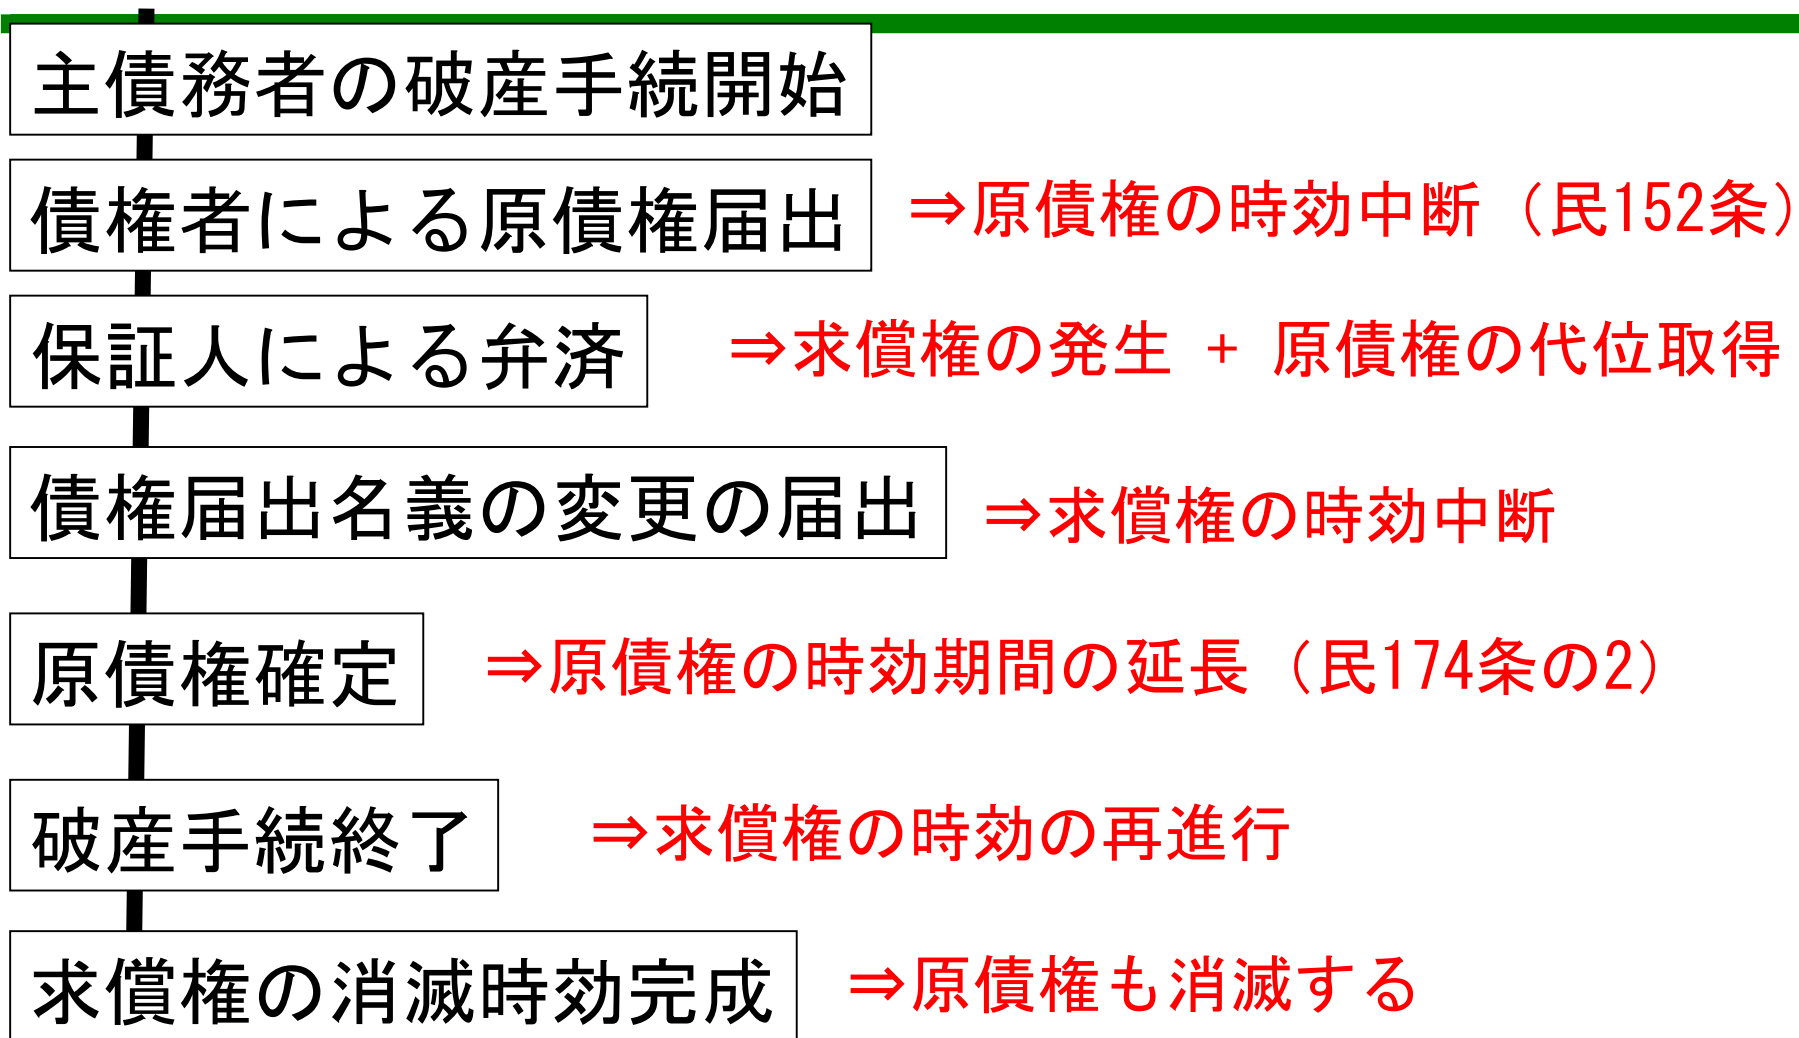 主債務者の破産手続開始
債権者による原債権届出 ⇒原債権の時効中断（民152条）
保証人による弁済 ⇒求償権の発生 + 原債権の代位取得
債権届出名義の変更の届出 ⇒求償権の時効中断
原債権確定 ⇒原債権の時効期間の延長（民174条の2）
破産手続終了 ⇒求償権の時効の再進行
求償権の消滅時効完成 ⇒原債権も消滅する